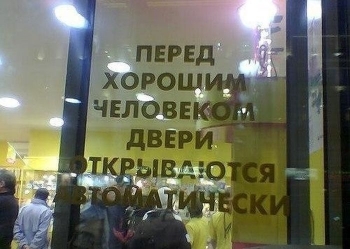 ПЕРЕД
ХОРОШИМ
ЧЕЛОВЕКОМ
ДВЕРИ
ОТКРЫВАЮТСЯ
АВТОМАТИЧЕСКИ